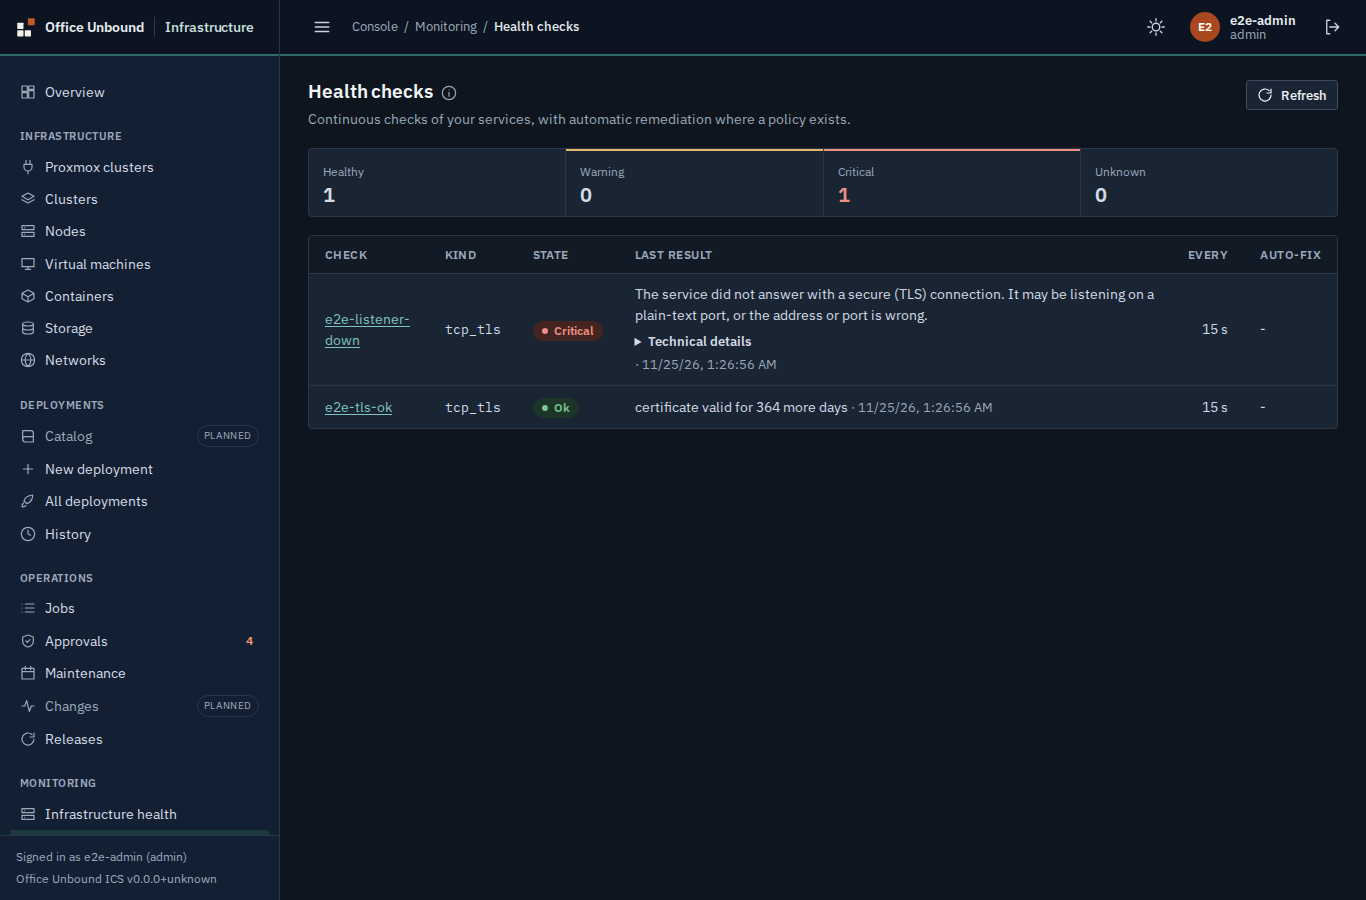 Office Unbound | Infrastructure
Console / Monitoring / Health checks
E2
e2e-admin
admin
Overview
INFRASTRUCTURE
Proxmox clusters
Clusters
Nodes
Virtual machines
Containers
Storage
Networks
DEPLOYMENTS
Catalog PLANNED
New deployment
All deployments
History
OPERATIONS
Jobs
Approvals 4
Maintenance
Changes PLANNED
Releases
MONITORING
Infrastructure health
Signed in as e2e-admin (admin)
Office Unbound ICS v0.0.0+unknown
Health checks
Refresh
Continuous checks of your services, with automatic remediation where a policy exists.
Healthy
1
Warning
0
Critical
1
Unknown
0
CHECK KIND STATE LAST RESULT EVERY AUTO-FIX
e2e-listener-
down
tcp_tls
Critical
The service did not answer with a secure (TLS) connection. It may be listening on a
plain-text port, or the address or port is wrong.
Technical details
· 11/25/26, 1:26:56 AM
15 s -
e2e-tls-ok tcp_tls Ok certificate valid for 364 more days · 11/25/26, 1:26:56 AM 15 s -